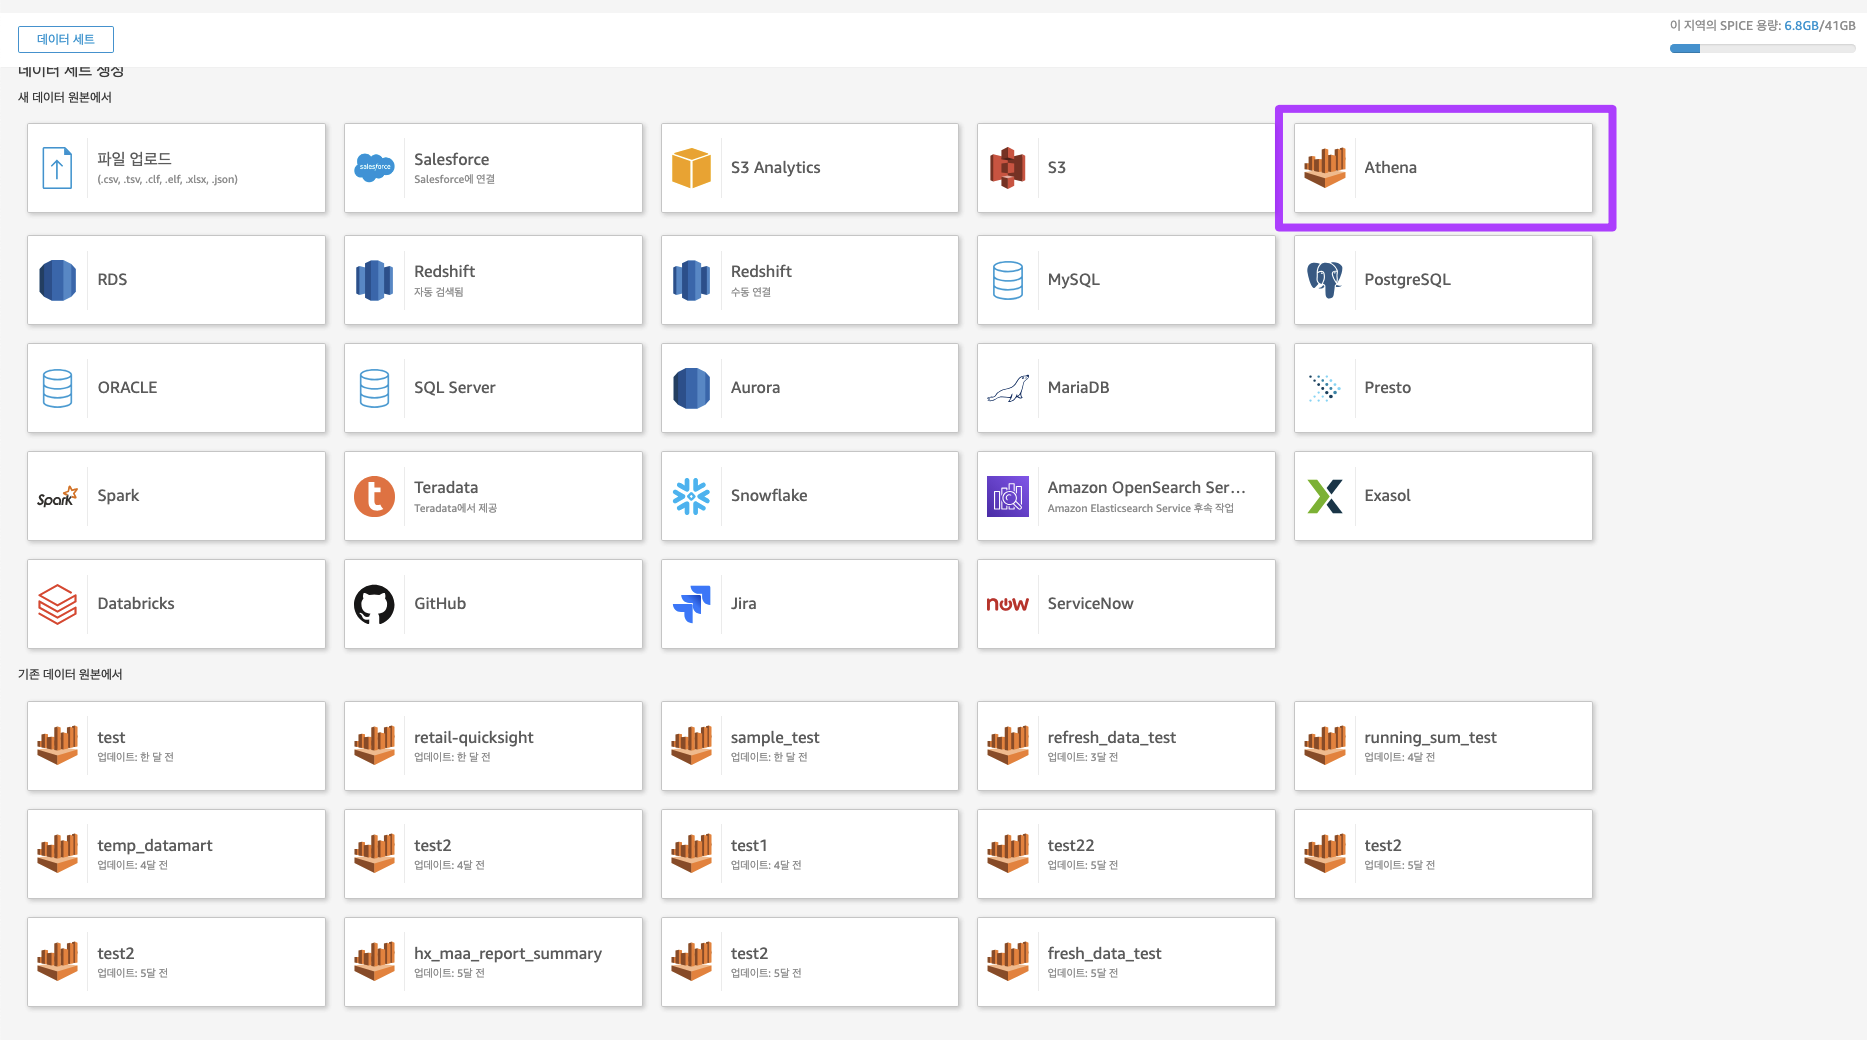 데이터 세트
이 지역의 SPICE 용량: 6.8GB/41GB
데이터 세트 생성
새 데이터 원본에서
파일 업로드
(.csv, .tsv, .clf, .elf, .xlsx, .json)
salesforce
Salesforce
Salesforce에 연결
S3 Analytics
S3
Athena
RDS
Redshift
자동 검색됨
Redshift
수동 연결
MySQL
PostgreSQL
ORACLE
SQL Server
Aurora
MariaDB
Presto
Spark
Spark
t
Teradata
Teradata에서 제공
Snowflake
Amazon OpenSearch Ser...
Amazon Elasticsearch Service 후속 작업
Exasol
Databricks
GitHub
Jira
now
ServiceNow
기존 데이터 원본에서
test
업데이트: 한 달 전
retail-quicksight
업데이트: 한 달 전
sample_test
업데이트: 한 달 전
refresh_data_test
업데이트: 3달 전
running_sum_test
업데이트: 4달 전
temp_datamart
업데이트: 4달 전
test2
업데이트: 4달 전
test1
업데이트: 4달 전
test22
업데이트: 5달 전
test2
업데이트: 5달 전
test2
업데이트: 5달 전
hx_maa_report_summary
업데이트: 5달 전
test2
업데이트: 5달 전
fresh_data_test
업데이트: 5달 전